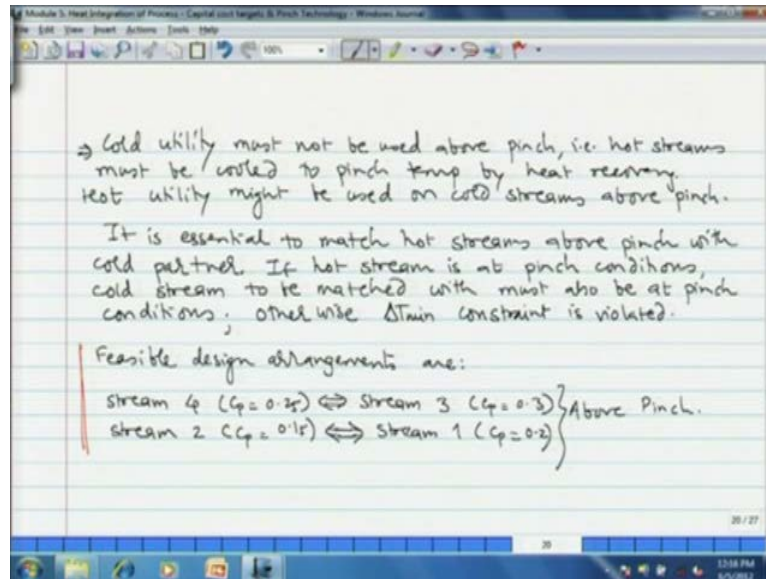 Module 5: Heat Integration of Process - Capital cost targets & Pinch Technology - Windows Journal
File Edit View Insert Actions Tools Help
100%
⇒ Cold utility must not be used above pinch, i.e. hot streams
must be cooled to pinch temp by heat recovery.
Hot utility might be used on cold streams above pinch.
It is essential to match hot streams above pinch with
cold partner. If hot stream is at pinch conditions,
cold stream to be matched with must also be at pinch
conditions; otherwise ΔTmin constraint is violated.
Feasible design arrangements are:
stream 4 (Cp = 0.25) ⇔ Stream 3 (Cp = 0.3) } Above Pinch.
stream 2 (Cp = 0.15) ⇔ Stream 1 (Cp = 0.2)
20 / 27
20
12:08 PM